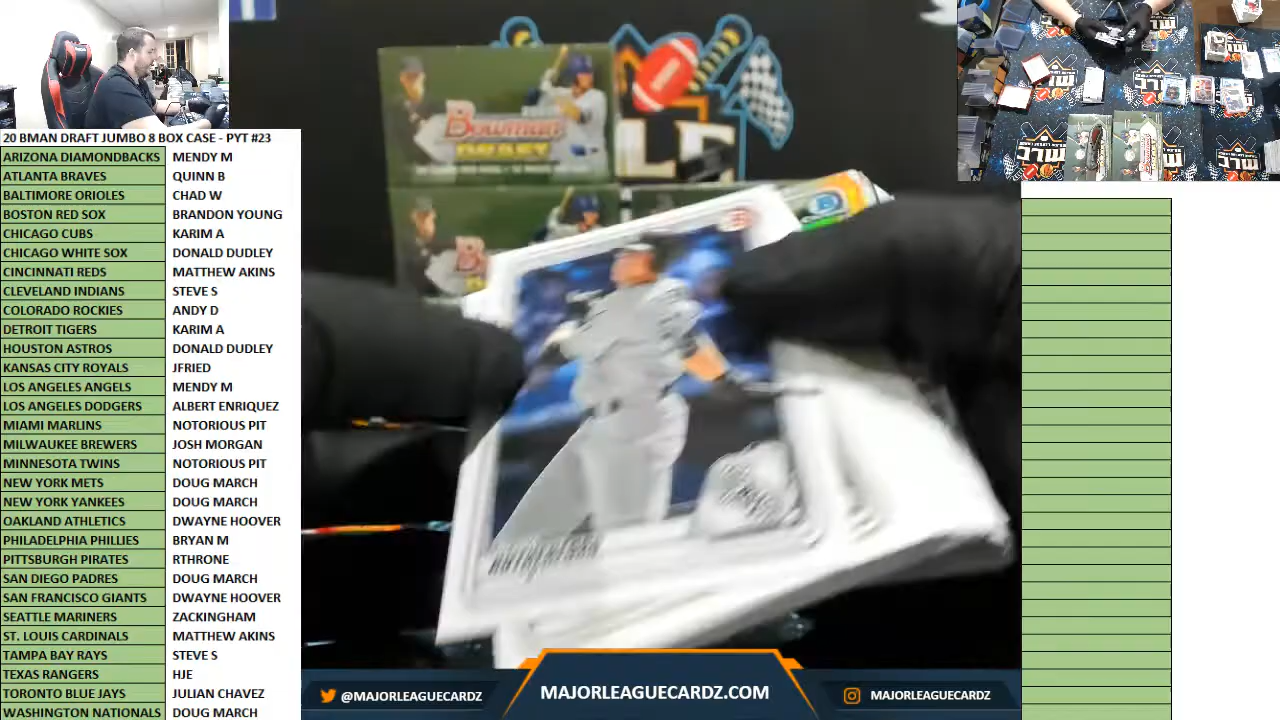 20 BMAN DRAFT JUMBO 8 BOX CASE - PYT #23
ARIZONA DIAMONDBACKS MENDY M
ATLANTA BRAVES QUINN B
BALTIMORE ORIOLES CHAD W
BOSTON RED SOX BRANDON YOUNG
CHICAGO CUBS KARIM A
CHICAGO WHITE SOX DONALD DUDLEY
CINCINNATI REDS MATTHEW AKINS
CLEVELAND INDIANS STEVE S
COLORADO ROCKIES ANDY D
DETROIT TIGERS KARIM A
HOUSTON ASTROS DONALD DUDLEY
KANSAS CITY ROYALS JFRIED
LOS ANGELES ANGELS MENDY M
LOS ANGELES DODGERS ALBERT ENRIQUEZ
MIAMI MARLINS NOTORIOUS PIT
MILWAUKEE BREWERS JOSH MORGAN
MINNESOTA TWINS NOTORIOUS PIT
NEW YORK METS DOUG MARCH
NEW YORK YANKEES DOUG MARCH
OAKLAND ATHLETICS DWAYNE HOOVER
PHILADELPHIA PHILLIES BRYAN M
PITTSBURGH PIRATES RTHRONE
SAN DIEGO PADRES DOUG MARCH
SAN FRANCISCO GIANTS DWAYNE HOOVER
SEATTLE MARINERS ZACKINGHAM
ST. LOUIS CARDINALS MATTHEW AKINS
TAMPA BAY RAYS STEVE S
TEXAS RANGERS HJE
TORONTO BLUE JAYS JULIAN CHAVEZ
WASHINGTON NATIONALS DOUG MARCH
Bowman
DRAFT
@MAJORLEAGUECARDZ
MAJORLEAGUECARDZ.COM
MAJORLEAGUECARDZ